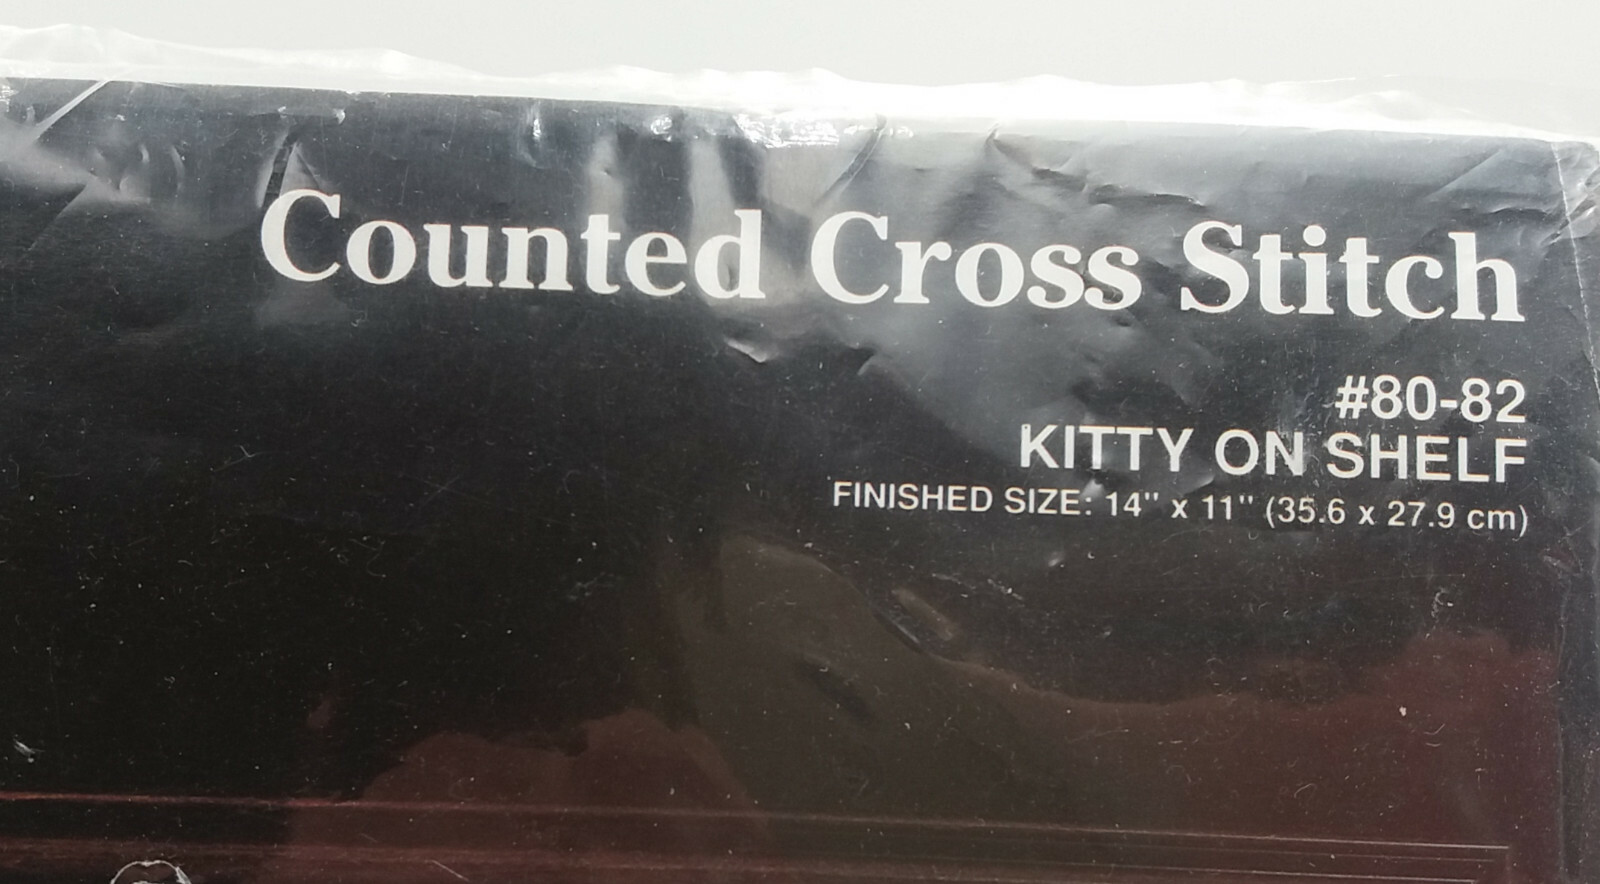 Counted Cross Stitch
#80-82
KITTY ON SHELF
FINISHED SIZE: 14" x 11" (35.6 x 27.9 cm)